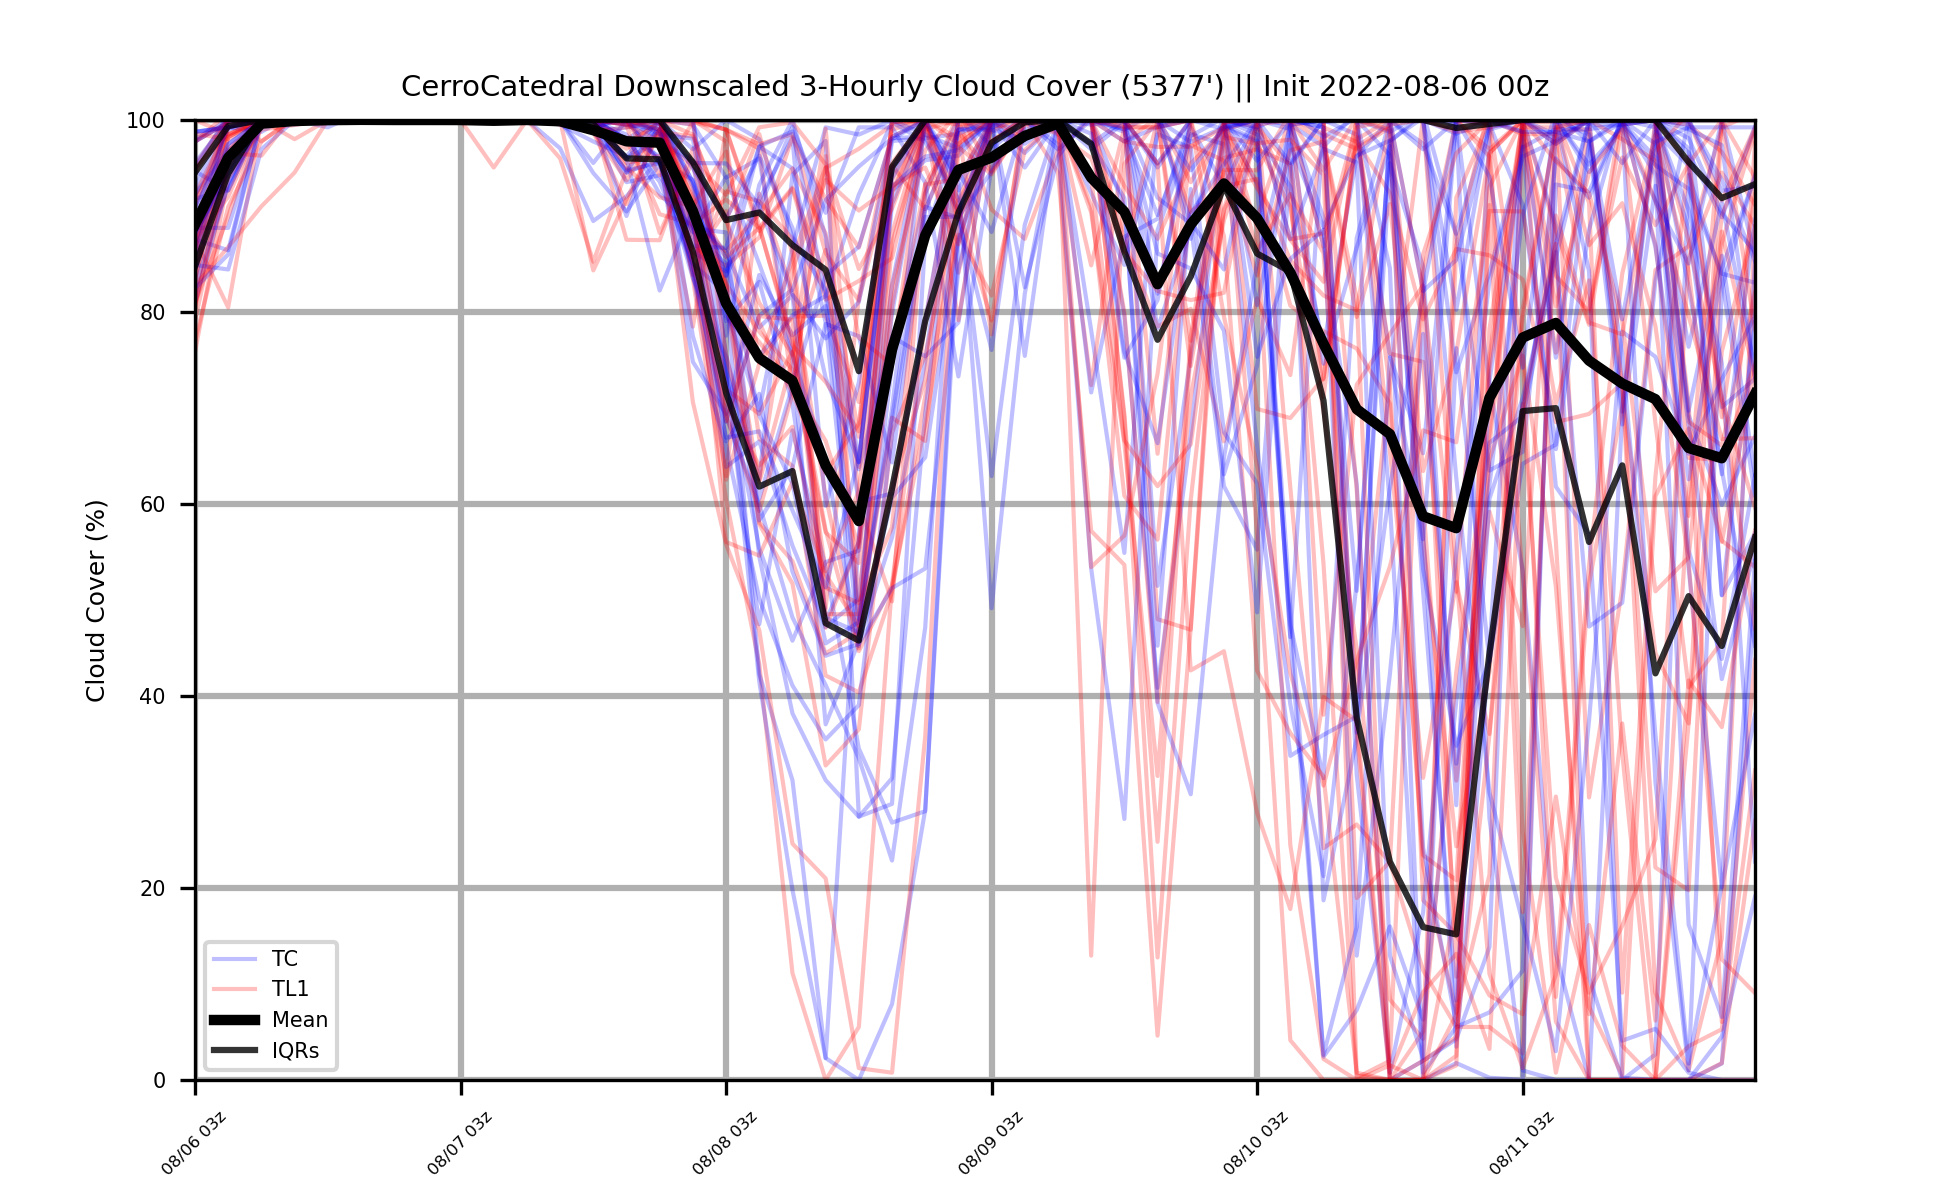 CerroCatedral Downscaled 3-Hourly Cloud Cover (5377') || Init 2022-08-06 00z
Cloud Cover (%)
100
80
60
40
20
0
TC
TL1
Mean
IQRs
08/06 03z
08/07 03z
08/08 03z
08/09 03z
08/10 03z
08/11 03z